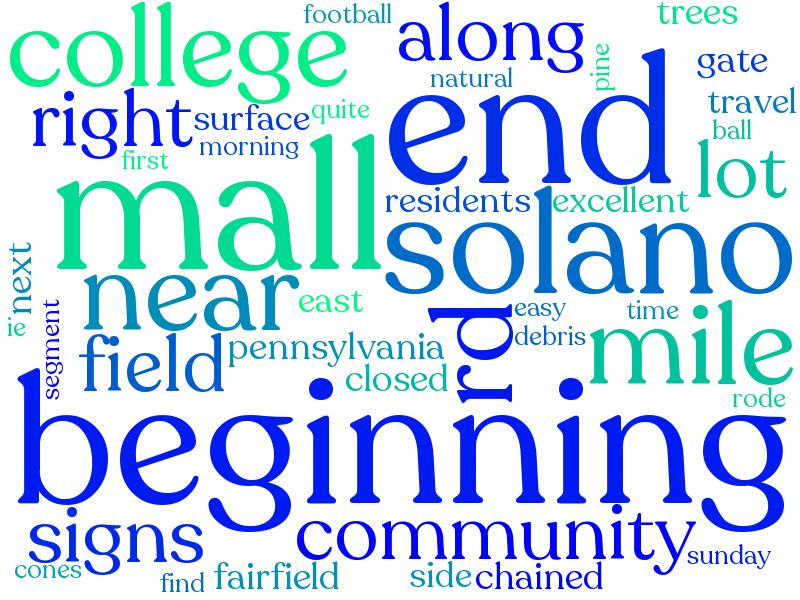 football
trees
college
along
gate
natural
pine
end
travel
right
surface
quite
ball
morning
first
mall
lot
residents
excellent
solano
next
near
east
ie
segment
rd
easy
time
debris
mile
field
pennsylvania
closed
rode
beginning
signs
community
sunday
cones
find
fairfield
side
chained